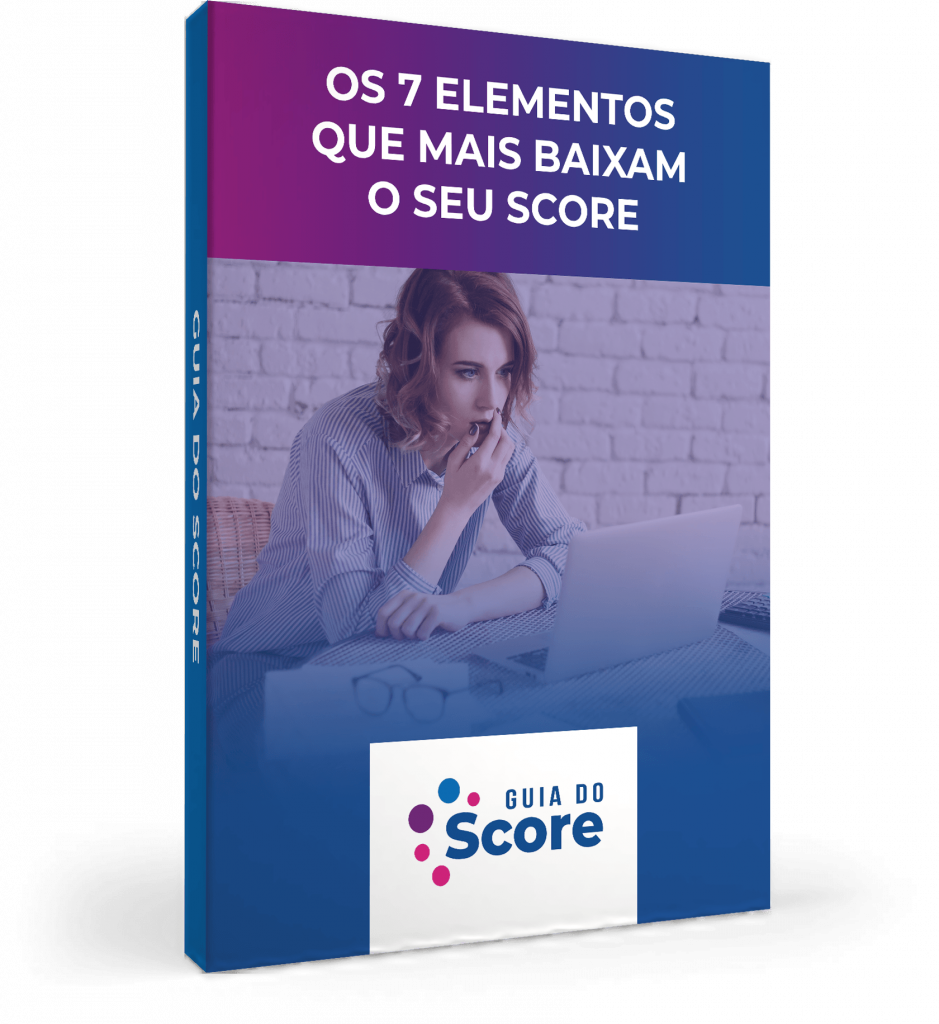 OS 7 ELEMENTOS
QUE MAIS BAIXAM
O SEU SCORE
GUIA DO SCORE
GUIA DO
Score